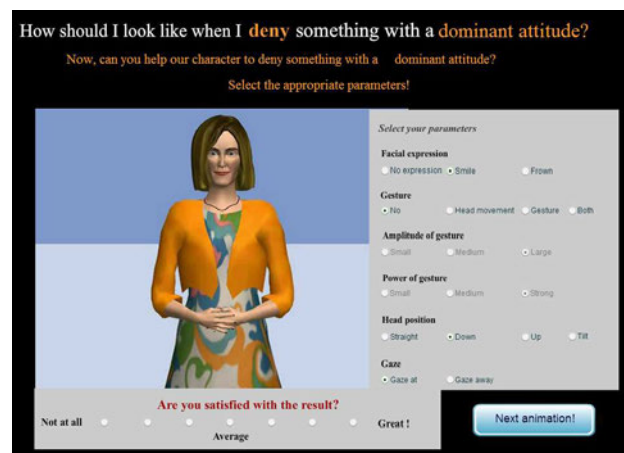 How should I look like when I deny something with a dominant attitude?
Now, can you help our character to deny something with a dominant attitude?
Select the appropriate parameters!
Select your parameters
Facial expression
No expression Smile Frown
Gesture
No Head movement Gesture Both
Amplitude of gesture
Small Medium Large
Power of gesture
Small Medium Strong
Head position
Straight Down Up Tilt
Gaze
Gaze at Gaze away
Are you satisfied with the result?
Not at all Great !
Average
Next animation!